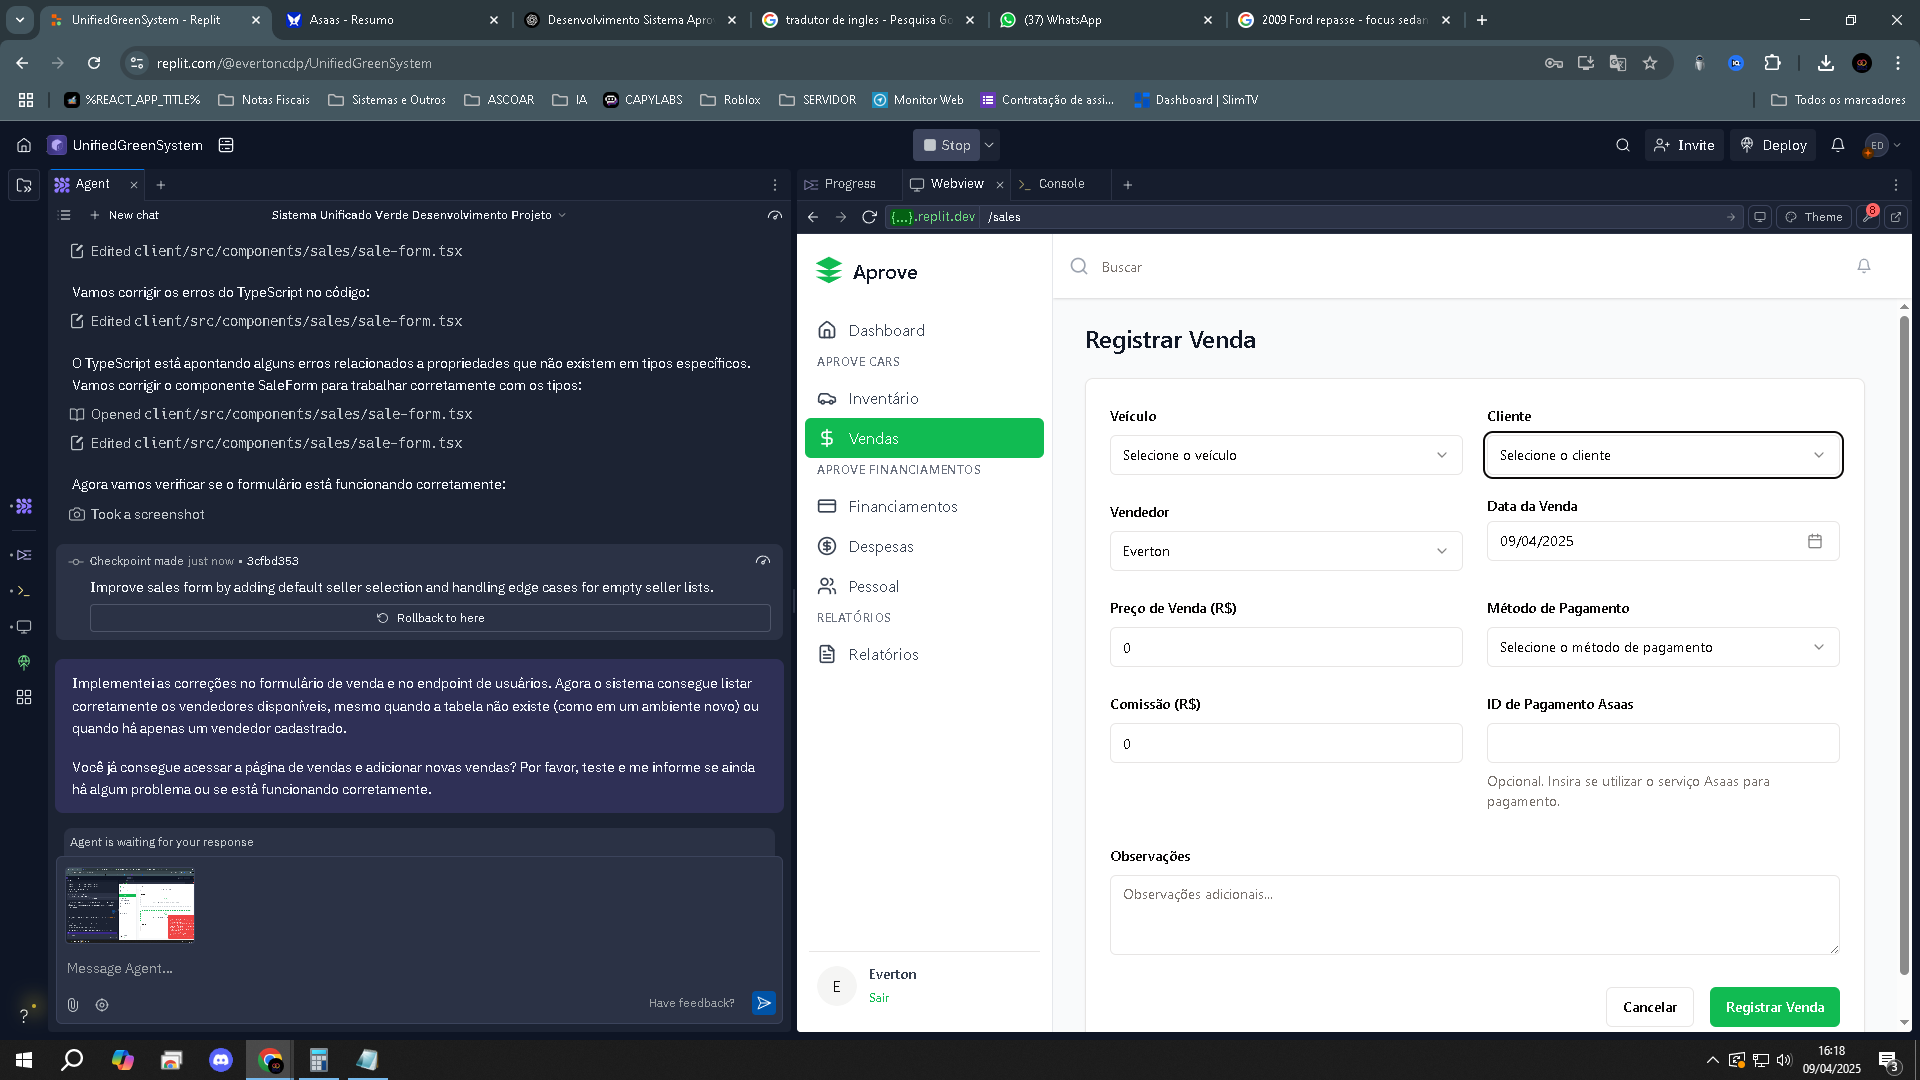 UnifiedGreenSystem - Replit
Asaas - Resumo
Desenvolvimento Sistema Apro
tradutor de ingles - Pesquisa Go
(37) WhatsApp
2009 Ford repasse - focus sedan
replit.com/@evertoncdp/UnifiedGreenSystem
%REACT_APP_TITLE%
Notas Fiscais
Sistemas e Outros
ASCOAR
IA
CAPYLABS
Roblox
SERVIDOR
Monitor Web
Contratação de assi...
Dashboard | SlimTV
Todos os marcadores
UnifiedGreenSystem
Stop
Invite
Deploy
ED
Agent
New chat
Sistema Unificado Verde Desenvolvimento Projeto
Edited client/src/components/sales/sale-form.tsx
Vamos corrigir os erros do TypeScript no código:
Edited client/src/components/sales/sale-form.tsx
O TypeScript está apontando alguns erros relacionados a propriedades que não existem em tipos específicos.
Vamos corrigir o componente SaleForm para trabalhar corretamente com os tipos:
Opened client/src/components/sales/sale-form.tsx
Edited client/src/components/sales/sale-form.tsx
Agora vamos verificar se o formulário está funcionando corretamente:
Took a screenshot
Checkpoint made just now • 3cfbd353
Improve sales form by adding default seller selection and handling edge cases for empty seller lists.
Rollback to here
Implementei as correções no formulário de venda e no endpoint de usuários. Agora o sistema consegue listar
corretamente os vendedores disponíveis, mesmo quando a tabela não existe (como em um ambiente novo) ou
quando há apenas um vendedor cadastrado.
Você já consegue acessar a página de vendas e adicionar novas vendas? Por favor, teste e me informe se ainda
há algum problema ou se está funcionando corretamente.
Agent is waiting for your response
Message Agent...
Have feedback?
Progress
Webview
Console
{...}.replit.dev /sales
Theme
8
Aprove
Dashboard
APROVE CARS
Inventário
Vendas
APROVE FINANCIAMENTOS
Financiamentos
Despesas
Pessoal
RELATÓRIOS
Relatórios
E
Everton
Sair
Buscar
Registrar Venda
Veículo
Selecione o veículo
Cliente
Selecione o cliente
Vendedor
Everton
Data da Venda
09/04/2025
Preço de Venda (R$)
0
Método de Pagamento
Selecione o método de pagamento
Comissão (R$)
0
ID de Pagamento Asaas
Opcional. Insira se utilizar o serviço Asaas para
pagamento.
Observações
Observações adicionais...
Cancelar
Registrar Venda
?
16:18
09/04/2025
3